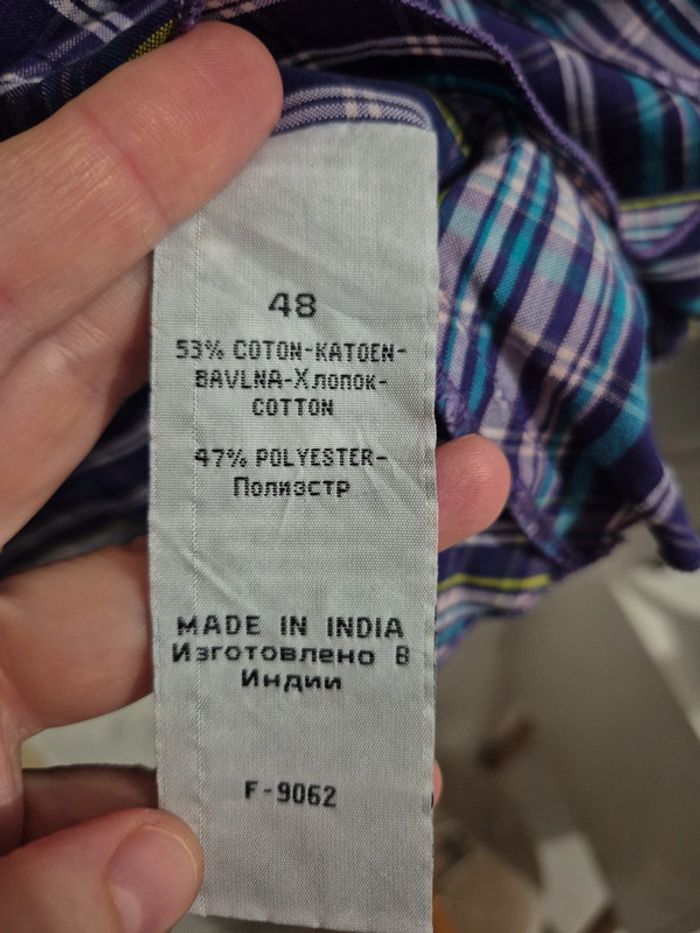 48
53% COTON-KATOEN-
BAVLNA-Хлопок-
COTTON
47% POLYESTER-
Полиэстр
MADE IN INDIA
Изготовлено В
Индии
F-9062